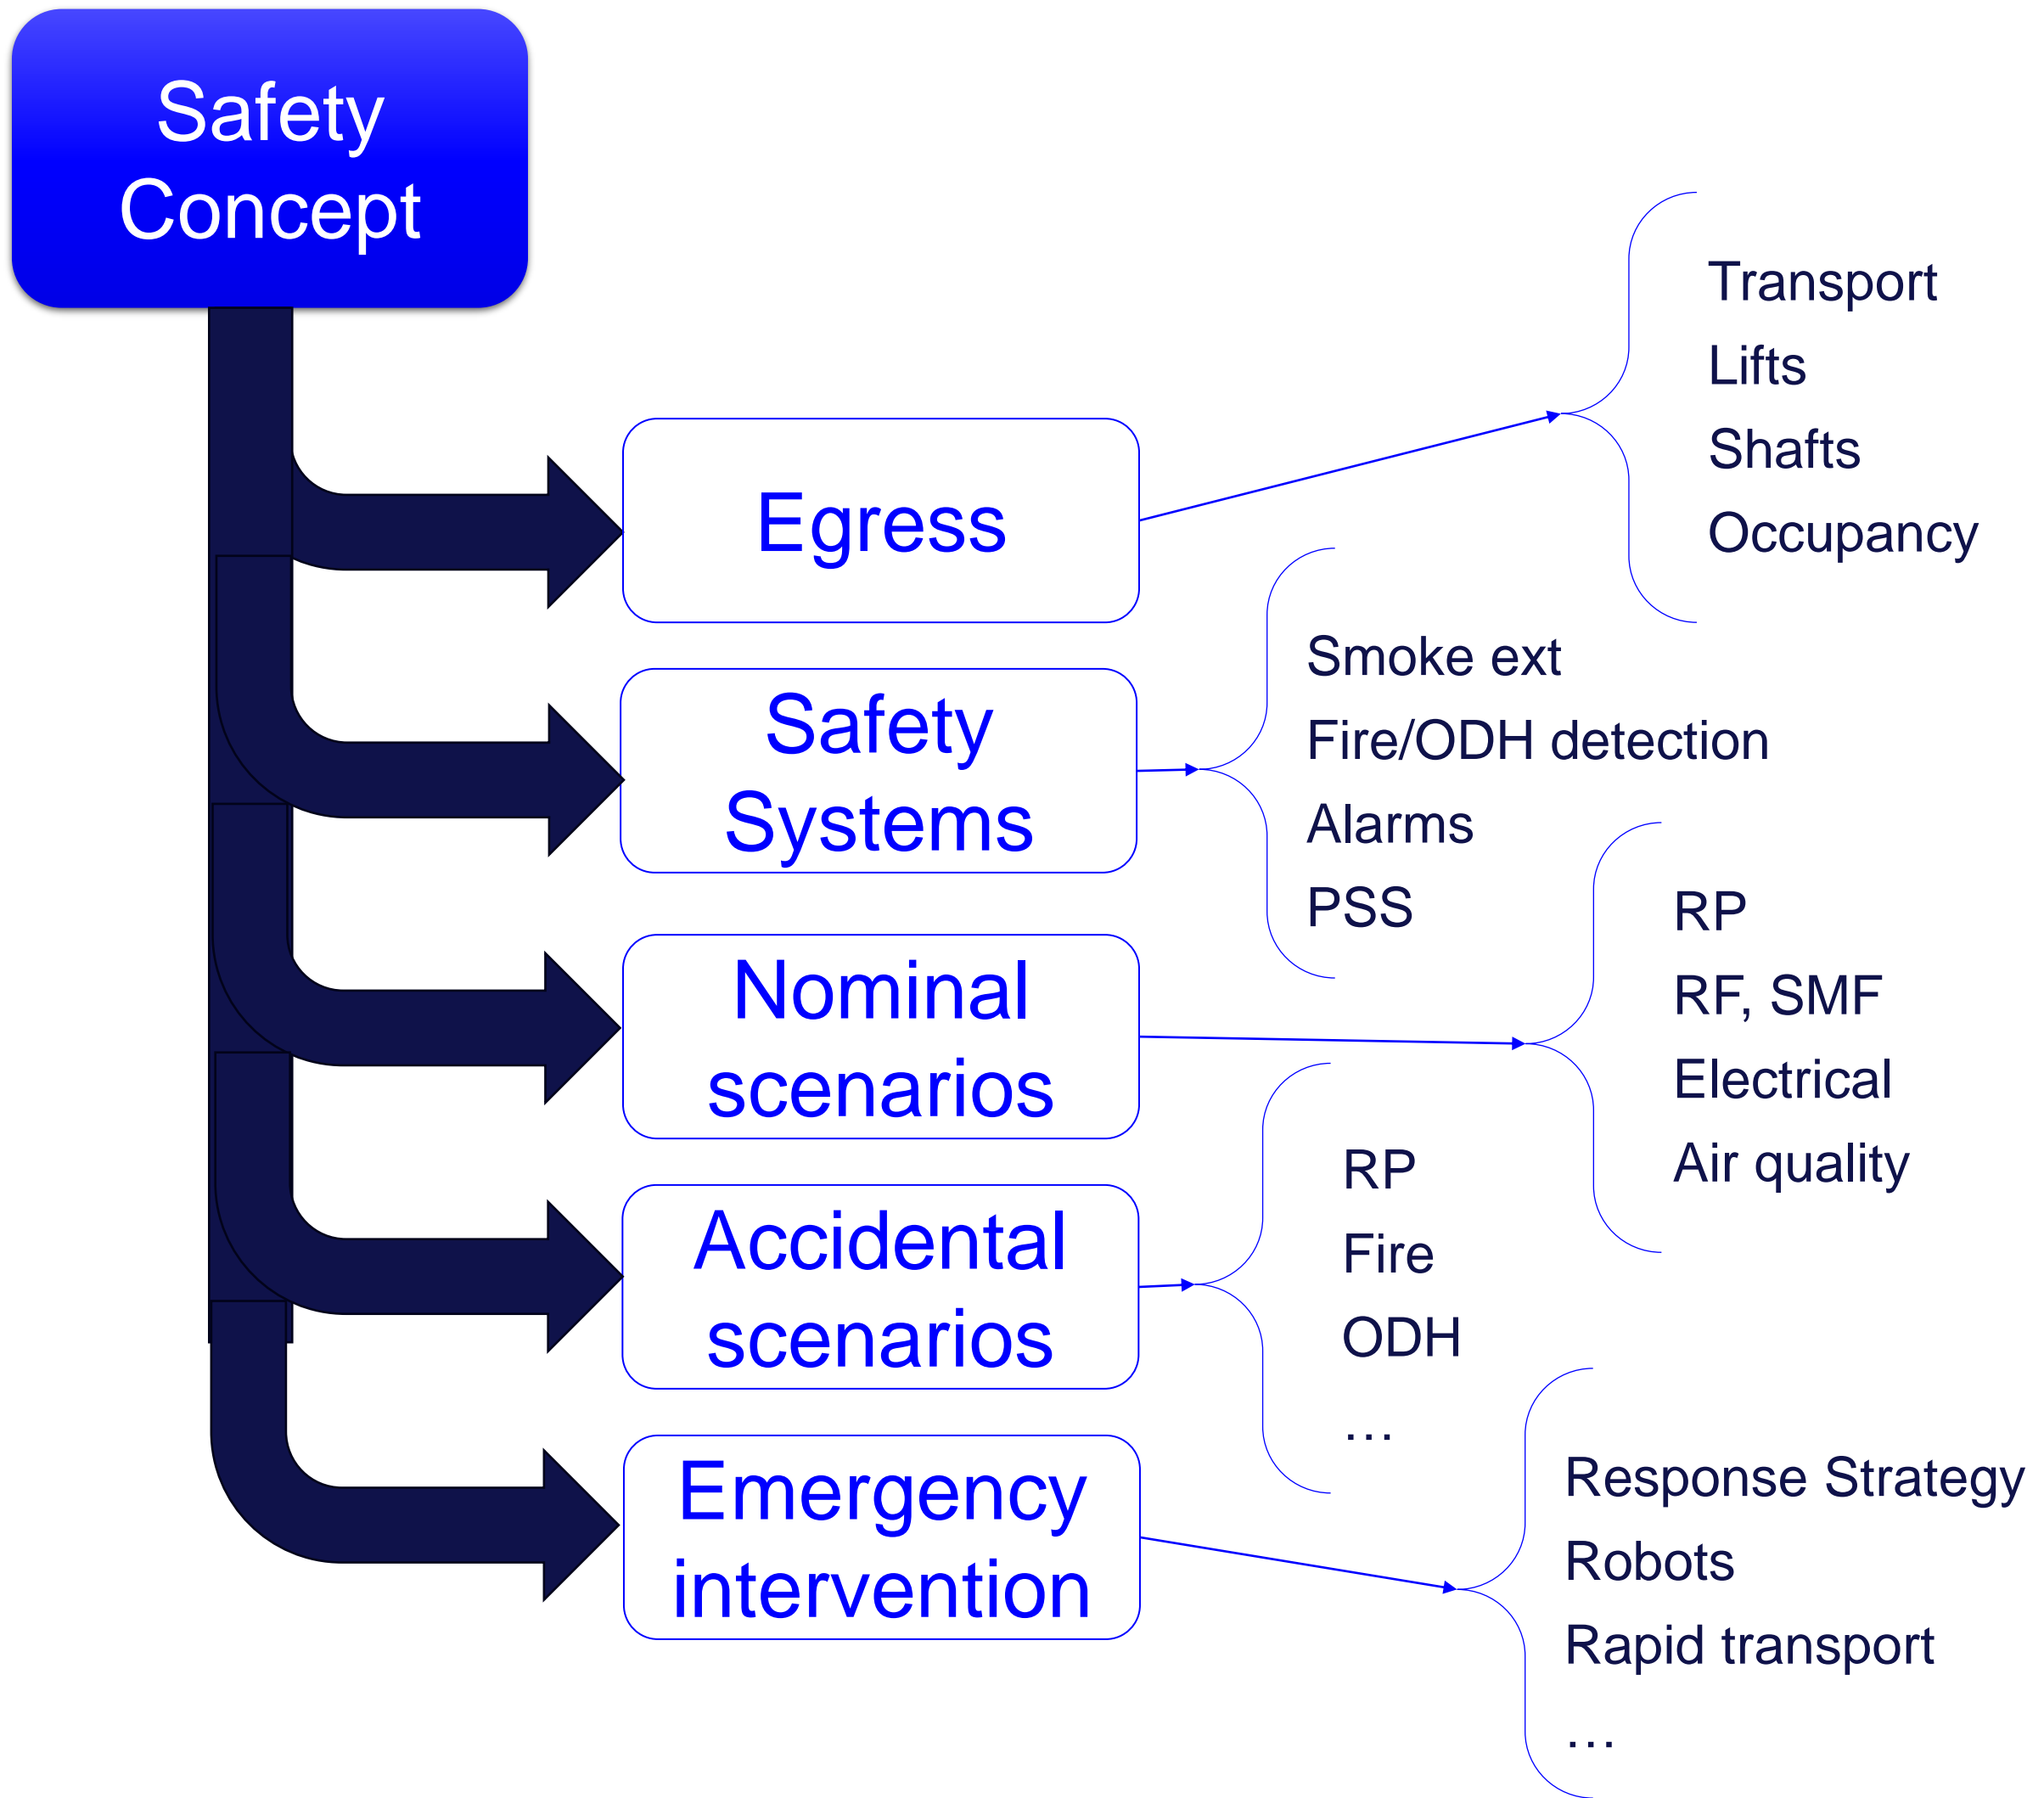 Safety
Concept
Egress
Transport
Lifts
Shafts
Occupancy
Safety
Systems
Smoke ext
Fire/ODH detection
Alarms
PSS
Nominal
scenarios
RP
RF, SMF
Electrical
Air quality
Accidental
scenarios
RP
Fire
ODH
…
Emergency
intervention
Response Strategy
Robots
Rapid transport
…